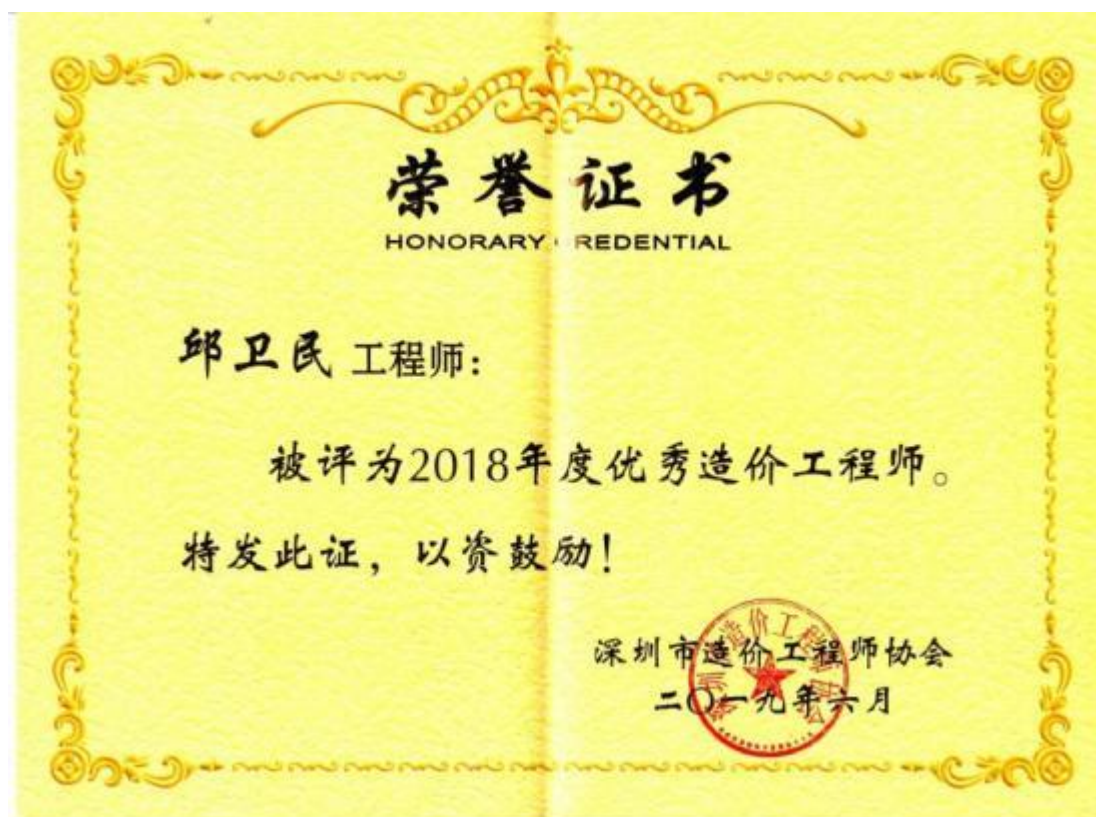 荣誉证书
HONORARY CREDENTIAL
邱卫民 工程师：
被评为2018年度优秀造价工程师。
特发此证，以资鼓励！
深圳市造价工程师协会
二〇一九年六月